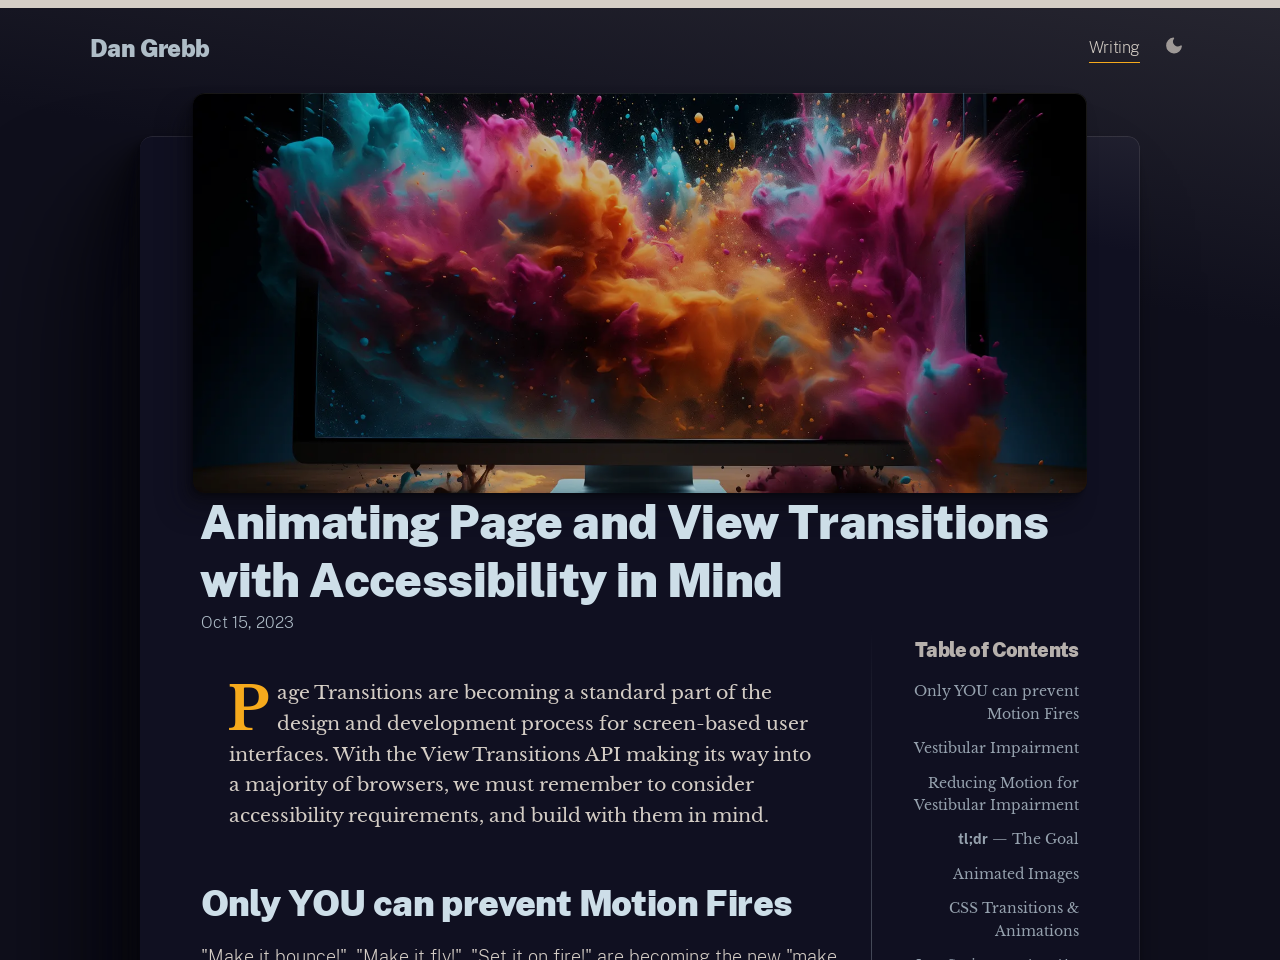 Dan Grebb
Writing
Animating Page and View Transitions
with Accessibility in Mind
Oct 15, 2023
Page Transitions are becoming a standard part of the
design and development process for screen-based user
interfaces. With the View Transitions API making its way into
a majority of browsers, we must remember to consider
accessibility requirements, and build with them in mind.
Only YOU can prevent Motion Fires
"Make it bounce!", "Make it fly!", "Set it on fire!" are becoming the new "make
Table of Contents
Only YOU can prevent
Motion Fires
Vestibular Impairment
Reducing Motion for
Vestibular Impairment
tl;dr — The Goal
Animated Images
CSS Transitions &
Animations